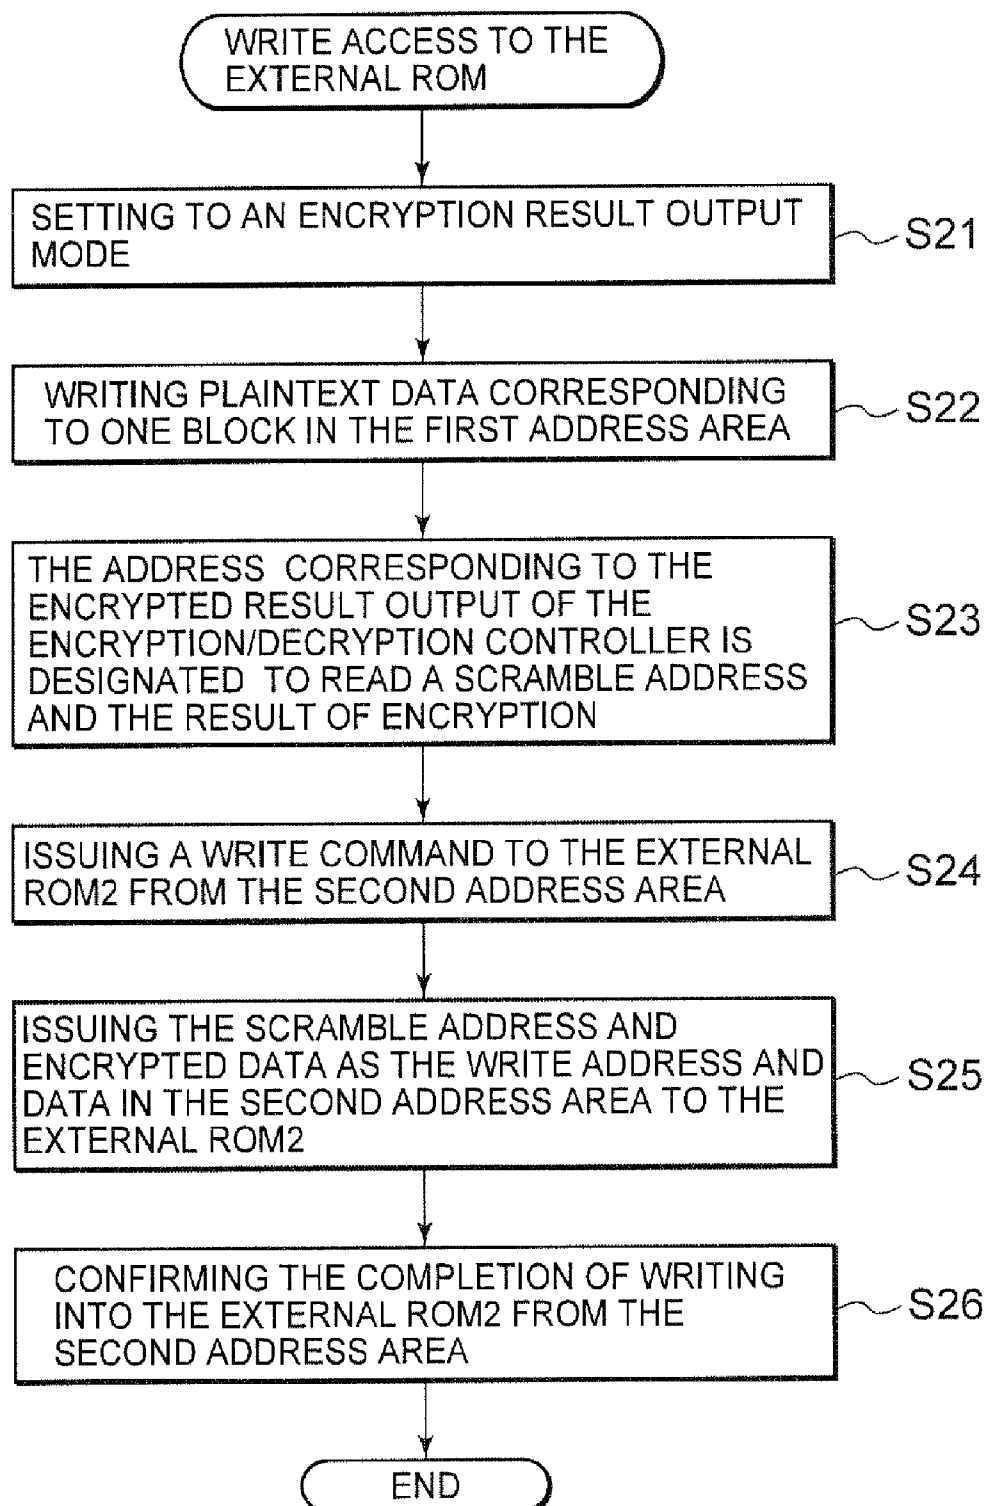 WRITE ACCESS TO THE
EXTERNAL ROM
SETTING TO AN ENCRYPTION RESULT OUTPUT
MODE
S21
WRITING PLAINTEXT DATA CORRESPONDING
TO ONE BLOCK IN THE FIRST ADDRESS AREA
S22
THE ADDRESS CORRESPONDING TO THE
ENCRYPTED RESULT OUTPUT OF THE
ENCRYPTION/DECRYPTION CONTROLLER IS
DESIGNATED TO READ A SCRAMBLE ADDRESS
AND THE RESULT OF ENCRYPTION
S23
ISSUING A WRITE COMMAND TO THE EXTERNAL
ROM2 FROM THE SECOND ADDRESS AREA
S24
ISSUING THE SCRAMBLE ADDRESS AND
ENCRYPTED DATA AS THE WRITE ADDRESS AND
DATA IN THE SECOND ADDRESS AREA TO THE
EXTERNAL ROM2
S25
CONFIRMING THE COMPLETION OF WRITING
INTO THE EXTERNAL ROM2 FROM THE
SECOND ADDRESS AREA
S26
END